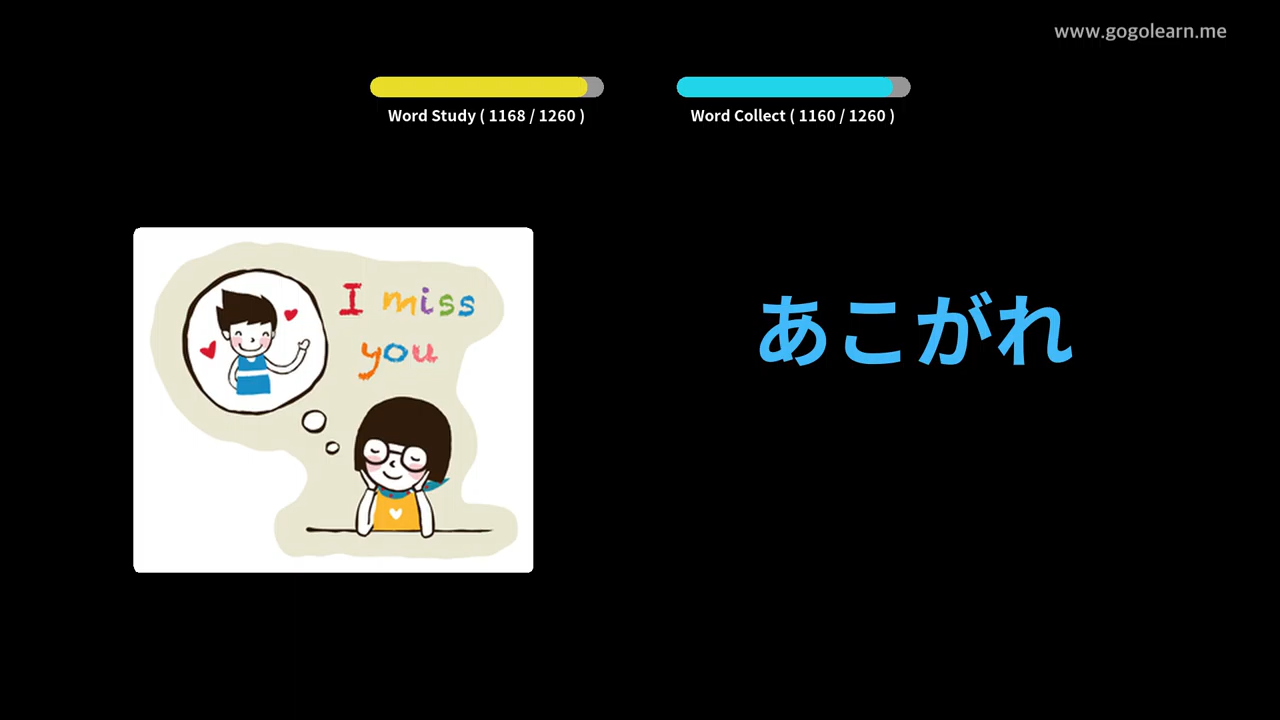 www.gogolearn.me
Word Study ( 1168 / 1260 )
Word Collect ( 1160 / 1260 )
I miss
you
あこがれ